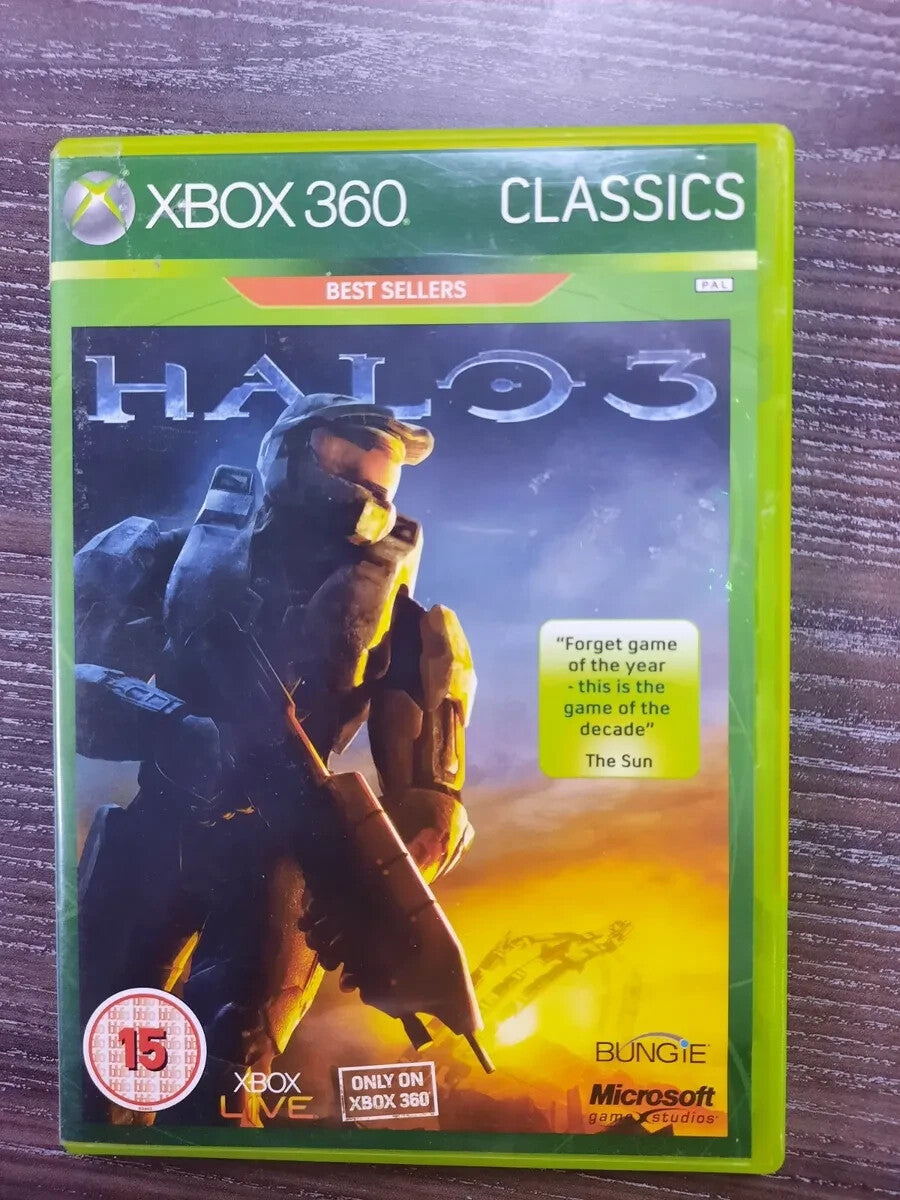 XBOX 360 CLASSICS
BEST SELLERS
PAL
HALO 3
“Forget game
of the year
- this is the
game of the
decade”
The Sun
15
XBOX
LIVE
ONLY ON
XBOX 360
BUNGiE
Microsoft
game studios